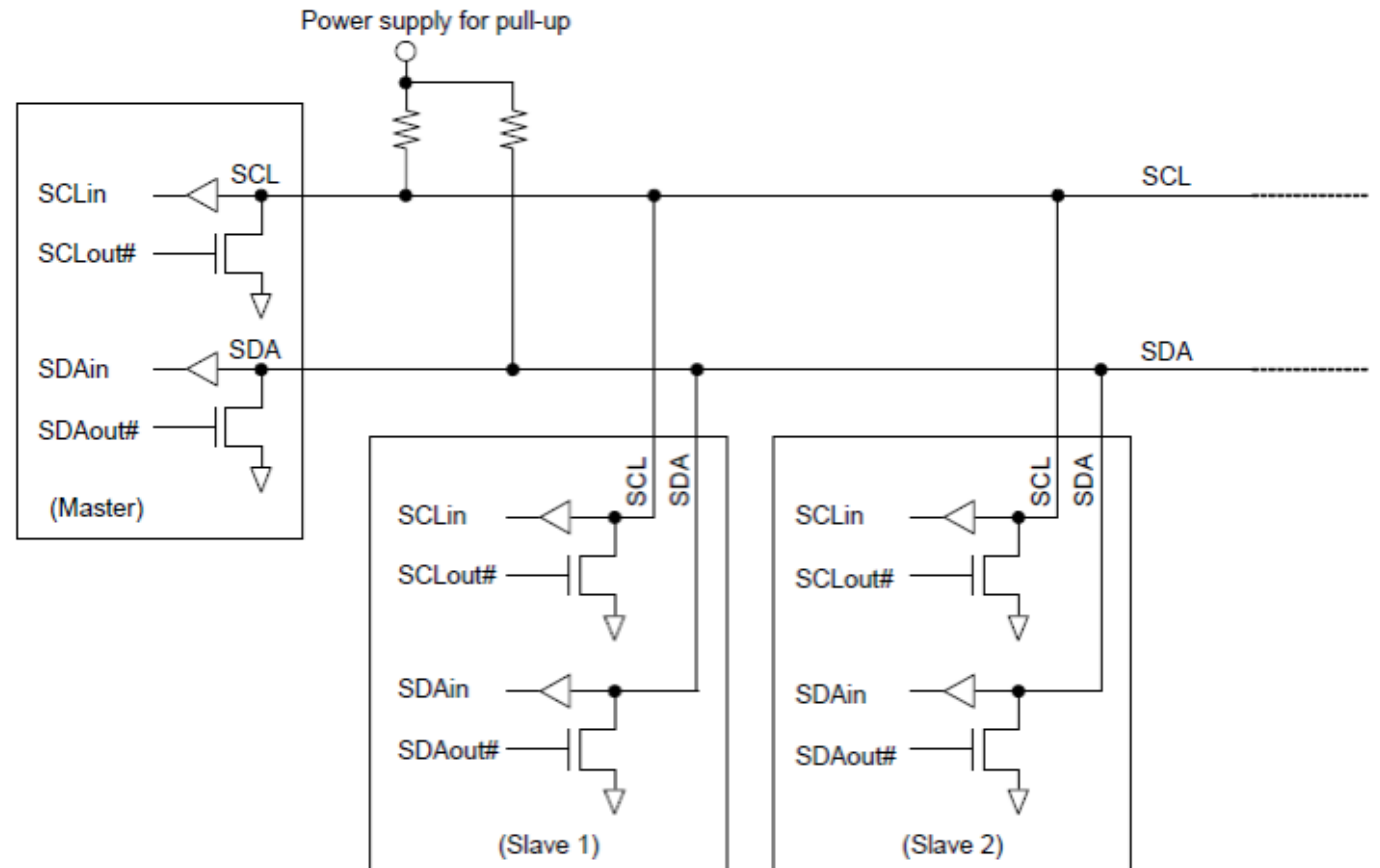 Power supply for pull-up
SCL
SCLin
SCLout#
SDA
SDAin
SDAout#
(Master)
SCL
SDA
SCL
SDA
SCLin
SCLout#
SDAin
SDAout#
(Slave 1)
SCL
SDA
SCLin
SCLout#
SDAin
SDAout#
(Slave 2)